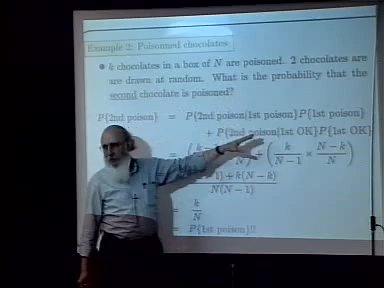 Example 2: Poisoned chocolates
• k chocolates in a box of N are poisoned. 2 chocolates are
are drawn at random. What is the probability that the
second chocolate is poisoned?
P{2nd poison} = P{2nd poison|1st poison}P{1st poison}
+ P{2nd poison|1st OK}P{1st OK}
= + ( k/(N−1) × (N−k)/N )
1) + k(N − k) / N(N − 1)
= k/N
= P{1st poison}!!